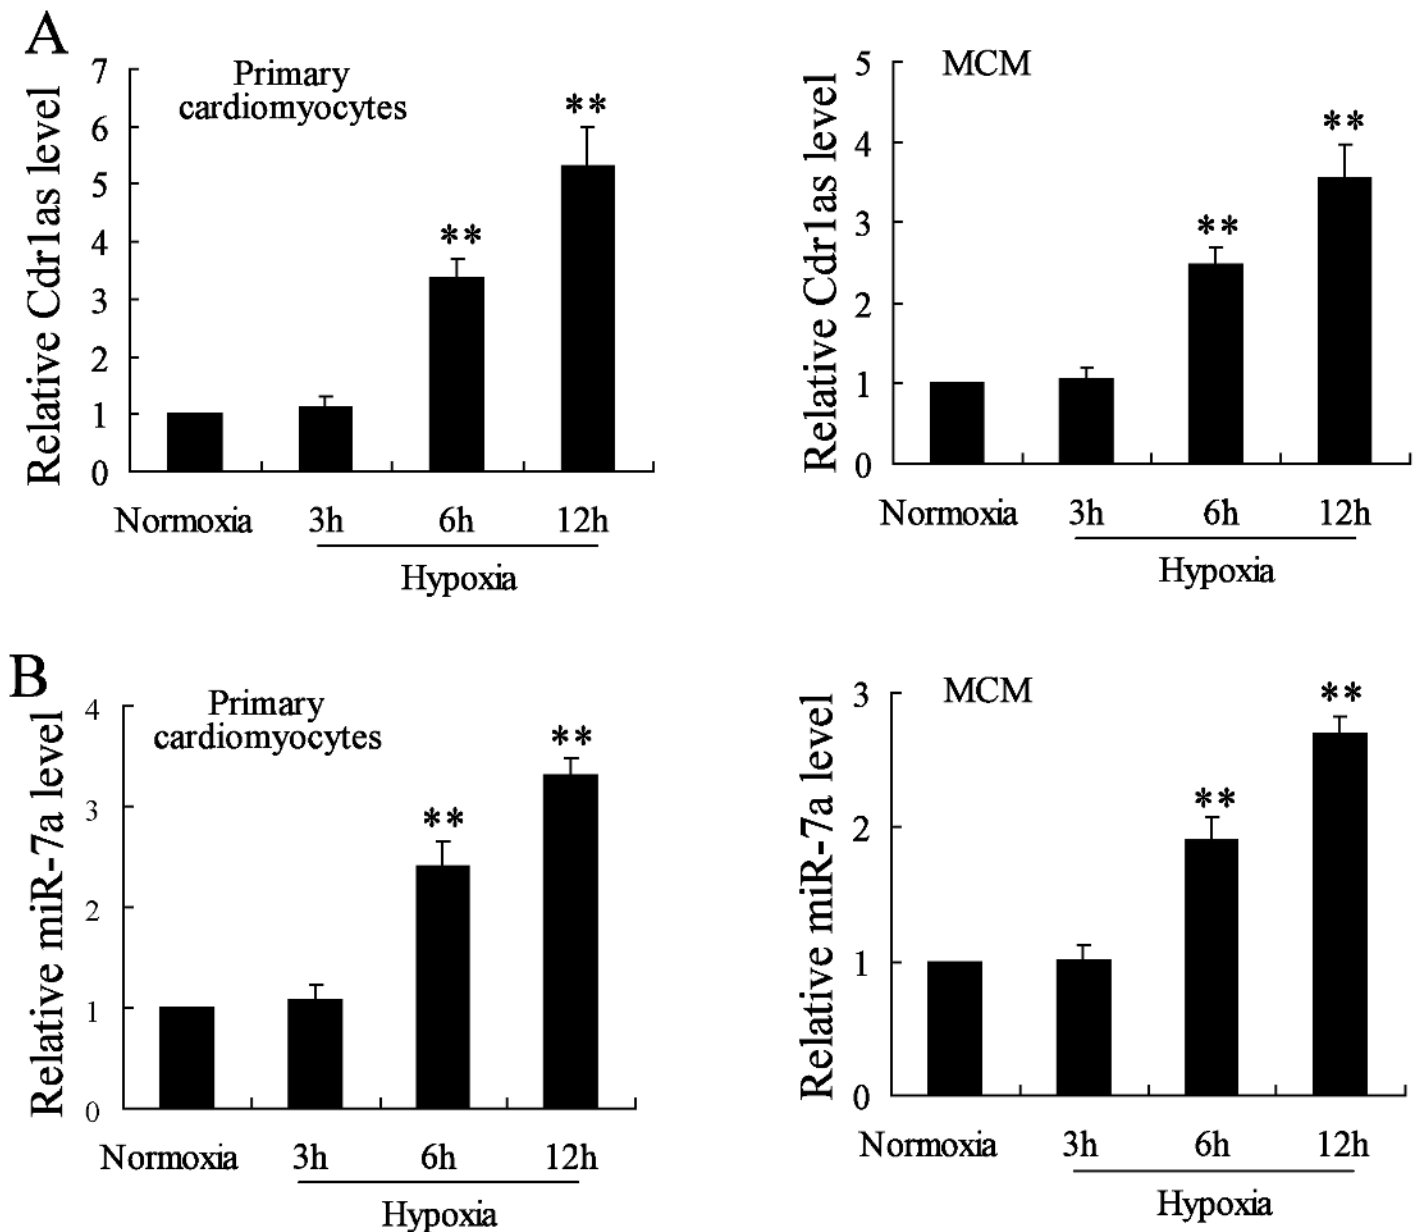 A
Primary
cardiomyocytes
Relative Cdr1as level
7
6
5
4
3
2
1
0
**
**
Normoxia 3h 6h 12h
Hypoxia
MCM
Relative Cdr1as level
5
4
3
2
1
0
**
**
Normoxia 3h 6h 12h
Hypoxia
B
Primary
cardiomyocytes
Relative miR-7a level
4
3
2
1
0
**
**
Normoxia 3h 6h 12h
Hypoxia
MCM
Relative miR-7a level
3
2
1
0
**
**
Normoxia 3h 6h 12h
Hypoxia